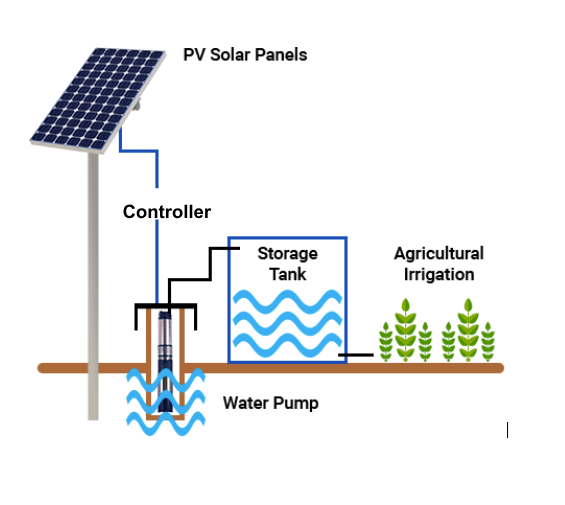 PV Solar Panels
Controller
Storage
Tank
Agricultural
Irrigation
Water Pump